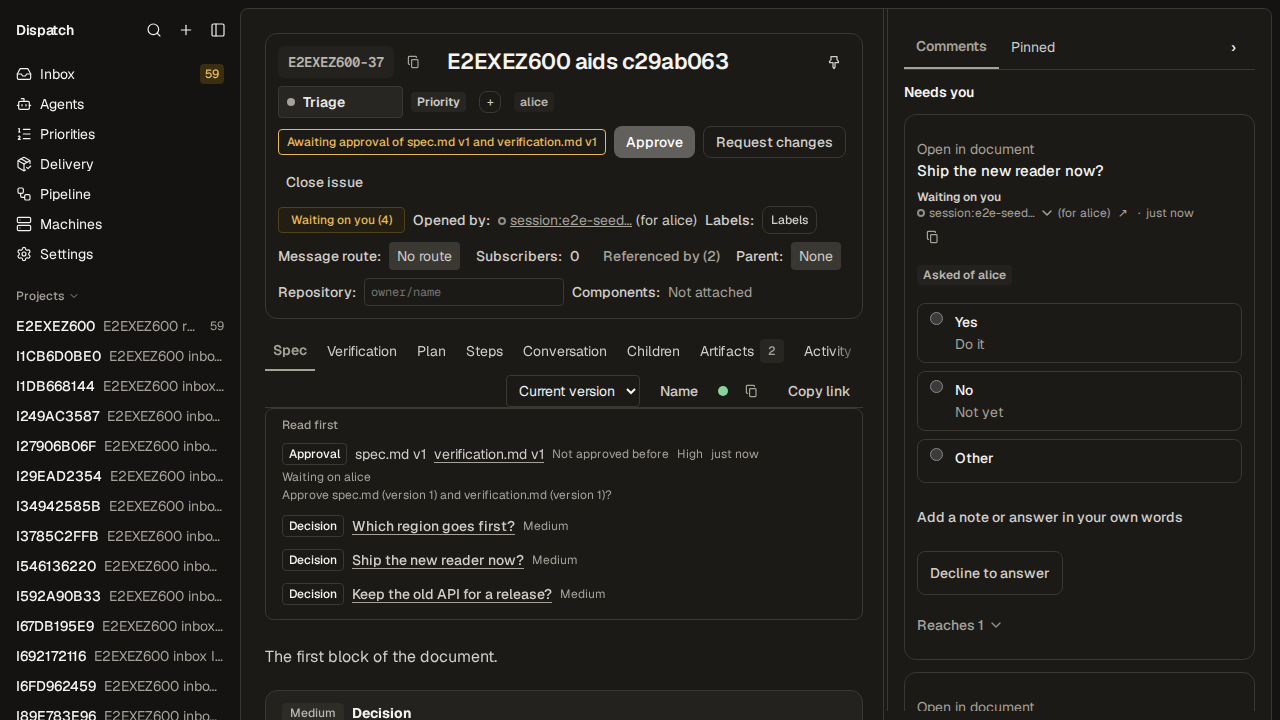 Dispatch
Inbox 59
Agents
Priorities
Delivery
Pipeline
Machines
Settings
Projects
E2EXEZ600 E2EXEZ600 r... 59
I1CB6D0BE0 E2EXEZ600 inbo...
I1DB668144 E2EXEZ600 inbox...
I249AC3587 E2EXEZ600 inbo...
I27906B06F E2EXEZ600 inbo...
I29EAD2354 E2EXEZ600 inbo...
I34942585B E2EXEZ600 inbo...
I3785C2FFB E2EXEZ600 inbo...
I546136220 E2EXEZ600 inbo...
I592A90B33 E2EXEZ600 inbo...
I67DB195E9 E2EXEZ600 inbox...
I692172116 E2EXEZ600 inbox I...
I6FD962459 E2EXEZ600 inbo...
I89E783E96 E2EXEZ600 inbo...
E2EXEZ600-37 E2EXEZ600 aids c29ab063
Triage Priority + alice
Awaiting approval of spec.md v1 and verification.md v1 Approve Request changes
Close issue
Waiting on you (4) Opened by: session:e2e-seed... (for alice) Labels: Labels
Message route: No route Subscribers: 0 Referenced by (2) Parent: None
Repository: owner/name Components: Not attached
Spec Verification Plan Steps Conversation Children Artifacts 2 Activity
Current version Name Copy link
Read first
Approval spec.md v1 verification.md v1 Not approved before High just now
Waiting on alice
Approve spec.md (version 1) and verification.md (version 1)?
Decision Which region goes first? Medium
Decision Ship the new reader now? Medium
Decision Keep the old API for a release? Medium
The first block of the document.
Medium Decision
Comments Pinned ›
Needs you
Open in document
Ship the new reader now?
Waiting on you
session:e2e-seed... (for alice) ↗ · just now
Asked of alice
Yes
Do it
No
Not yet
Other
Add a note or answer in your own words
Decline to answer
Reaches 1
Open in document